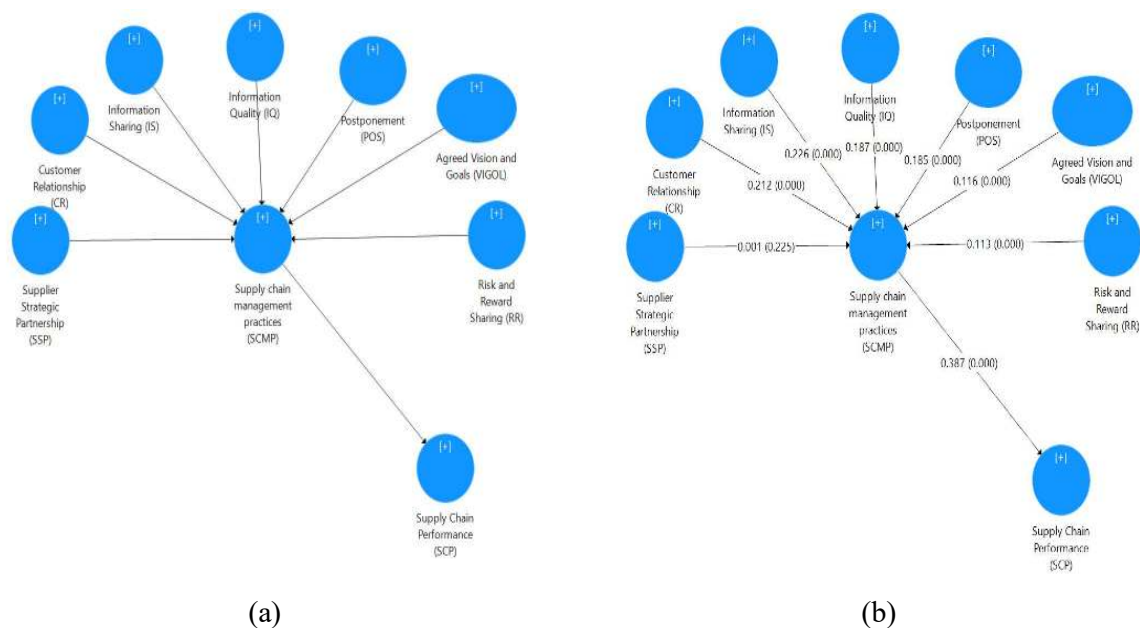 [+]
Information
Sharing (IS)
[+]
Information
Quality (IQ)
[+]
Postponement
(POS)
[+]
Agreed Vision and
Goals (VIGOL)
[+]
Customer
Relationship
(CR)
[+]
Supplier
Strategic
Partnership
(SSP)
[+]
Supply chain
management
practices
(SCMP)
[+]
Risk and
Reward
Sharing (RR)
[+]
Supply Chain
Performance
(SCP)
(a)
[+]
Information
Sharing (IS)
[+]
Information
Quality (IQ)
[+]
Postponement
(POS)
[+]
Agreed Vision and
Goals (VIGOL)
[+]
Customer
Relationship
(CR)
0.226 (0.000)
0.187 (0.000)
0.185 (0.000)
0.116 (0.000)
0.212 (0.000)
[+]
Supplier
Strategic
Partnership
(SSP)
0.001 (0.225)
[+]
Supply chain
management
practices
(SCMP)
0.113 (0.000)
[+]
Risk and
Reward
Sharing (RR)
0.387 (0.000)
[+]
Supply Chain
Performance
(SCP)
(b)